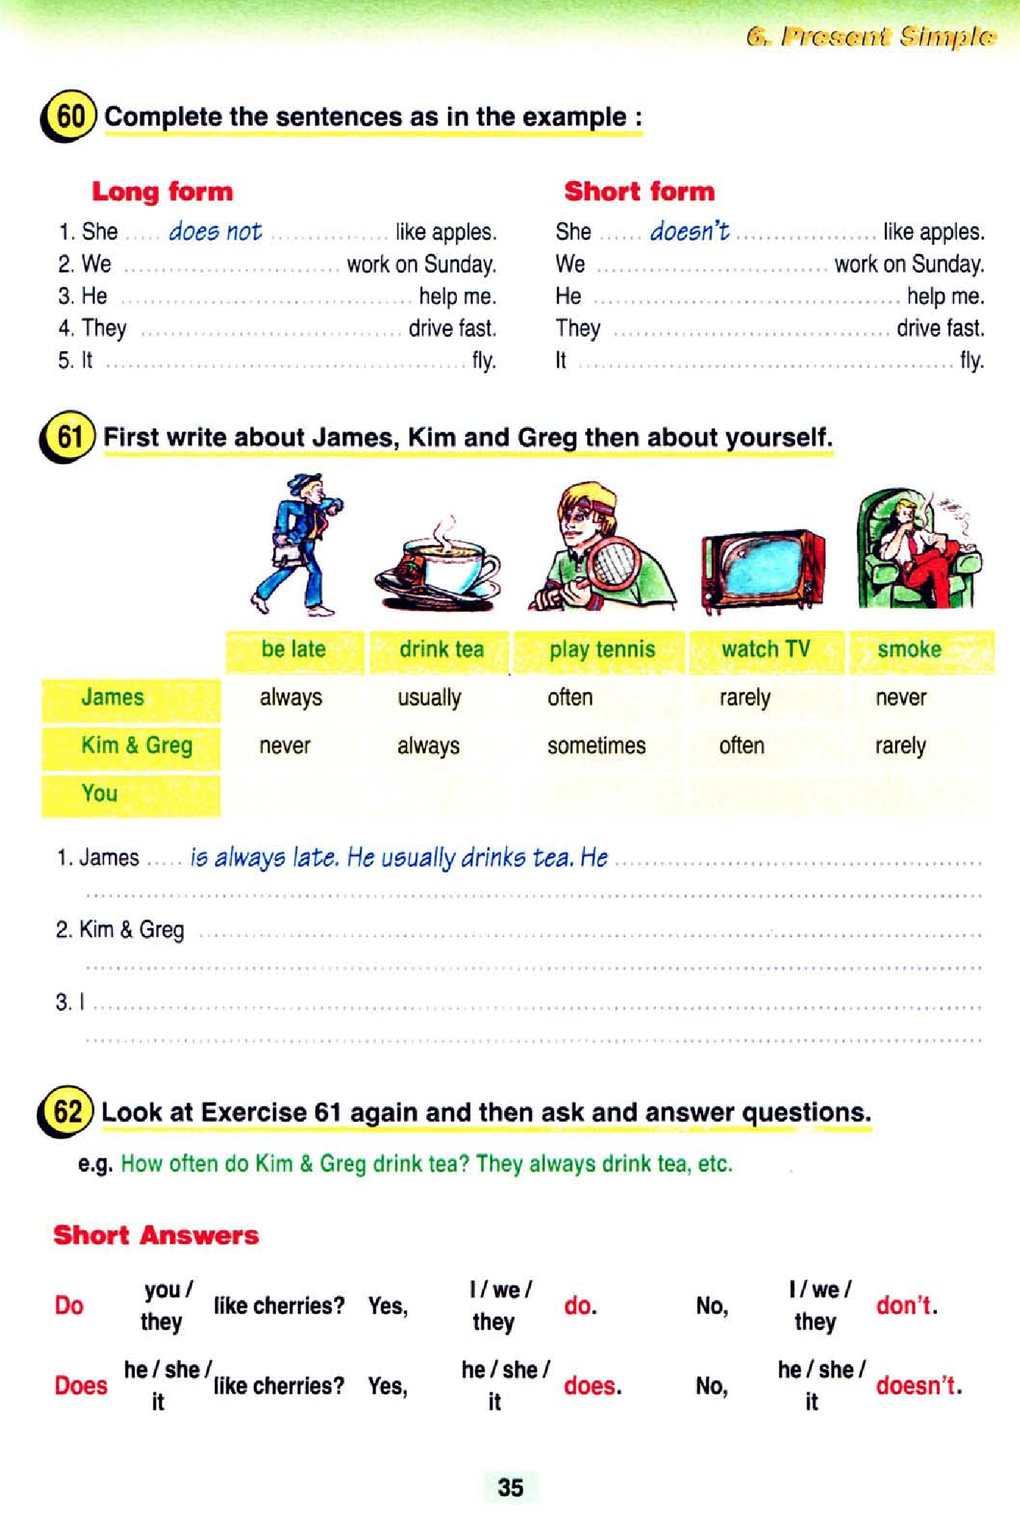 6. Present Simple
60 Complete the sentences as in the example :
Long form Short form
1. She ..... does not ................ like apples. She ...... doesn't ................... like apples.
2. We ............................. work on Sunday. We ............................... work on Sunday.
3. He ....................................... help me. He ......................................... help me.
4. They ................................... drive fast. They ..................................... drive fast.
5. It ................................................ fly. It .................................................. fly.
61 First write about James, Kim and Greg then about yourself.
be late drink tea play tennis watch TV smoke
James always usually often rarely never
Kim & Greg never always sometimes often rarely
You
1. James ..... is always late. He usually drinks tea. He .................................................
2. Kim & Greg .........................................................................................................
3. I .......................................................................................................................
62 Look at Exercise 61 again and then ask and answer questions.
e.g. How often do Kim & Greg drink tea? They always drink tea, etc.
Short Answers
Do you / they like cherries? Yes, I / we / they do. No, I / we / they don't.
Does he / she / it like cherries? Yes, he / she / it does. No, he / she / it doesn't.
35